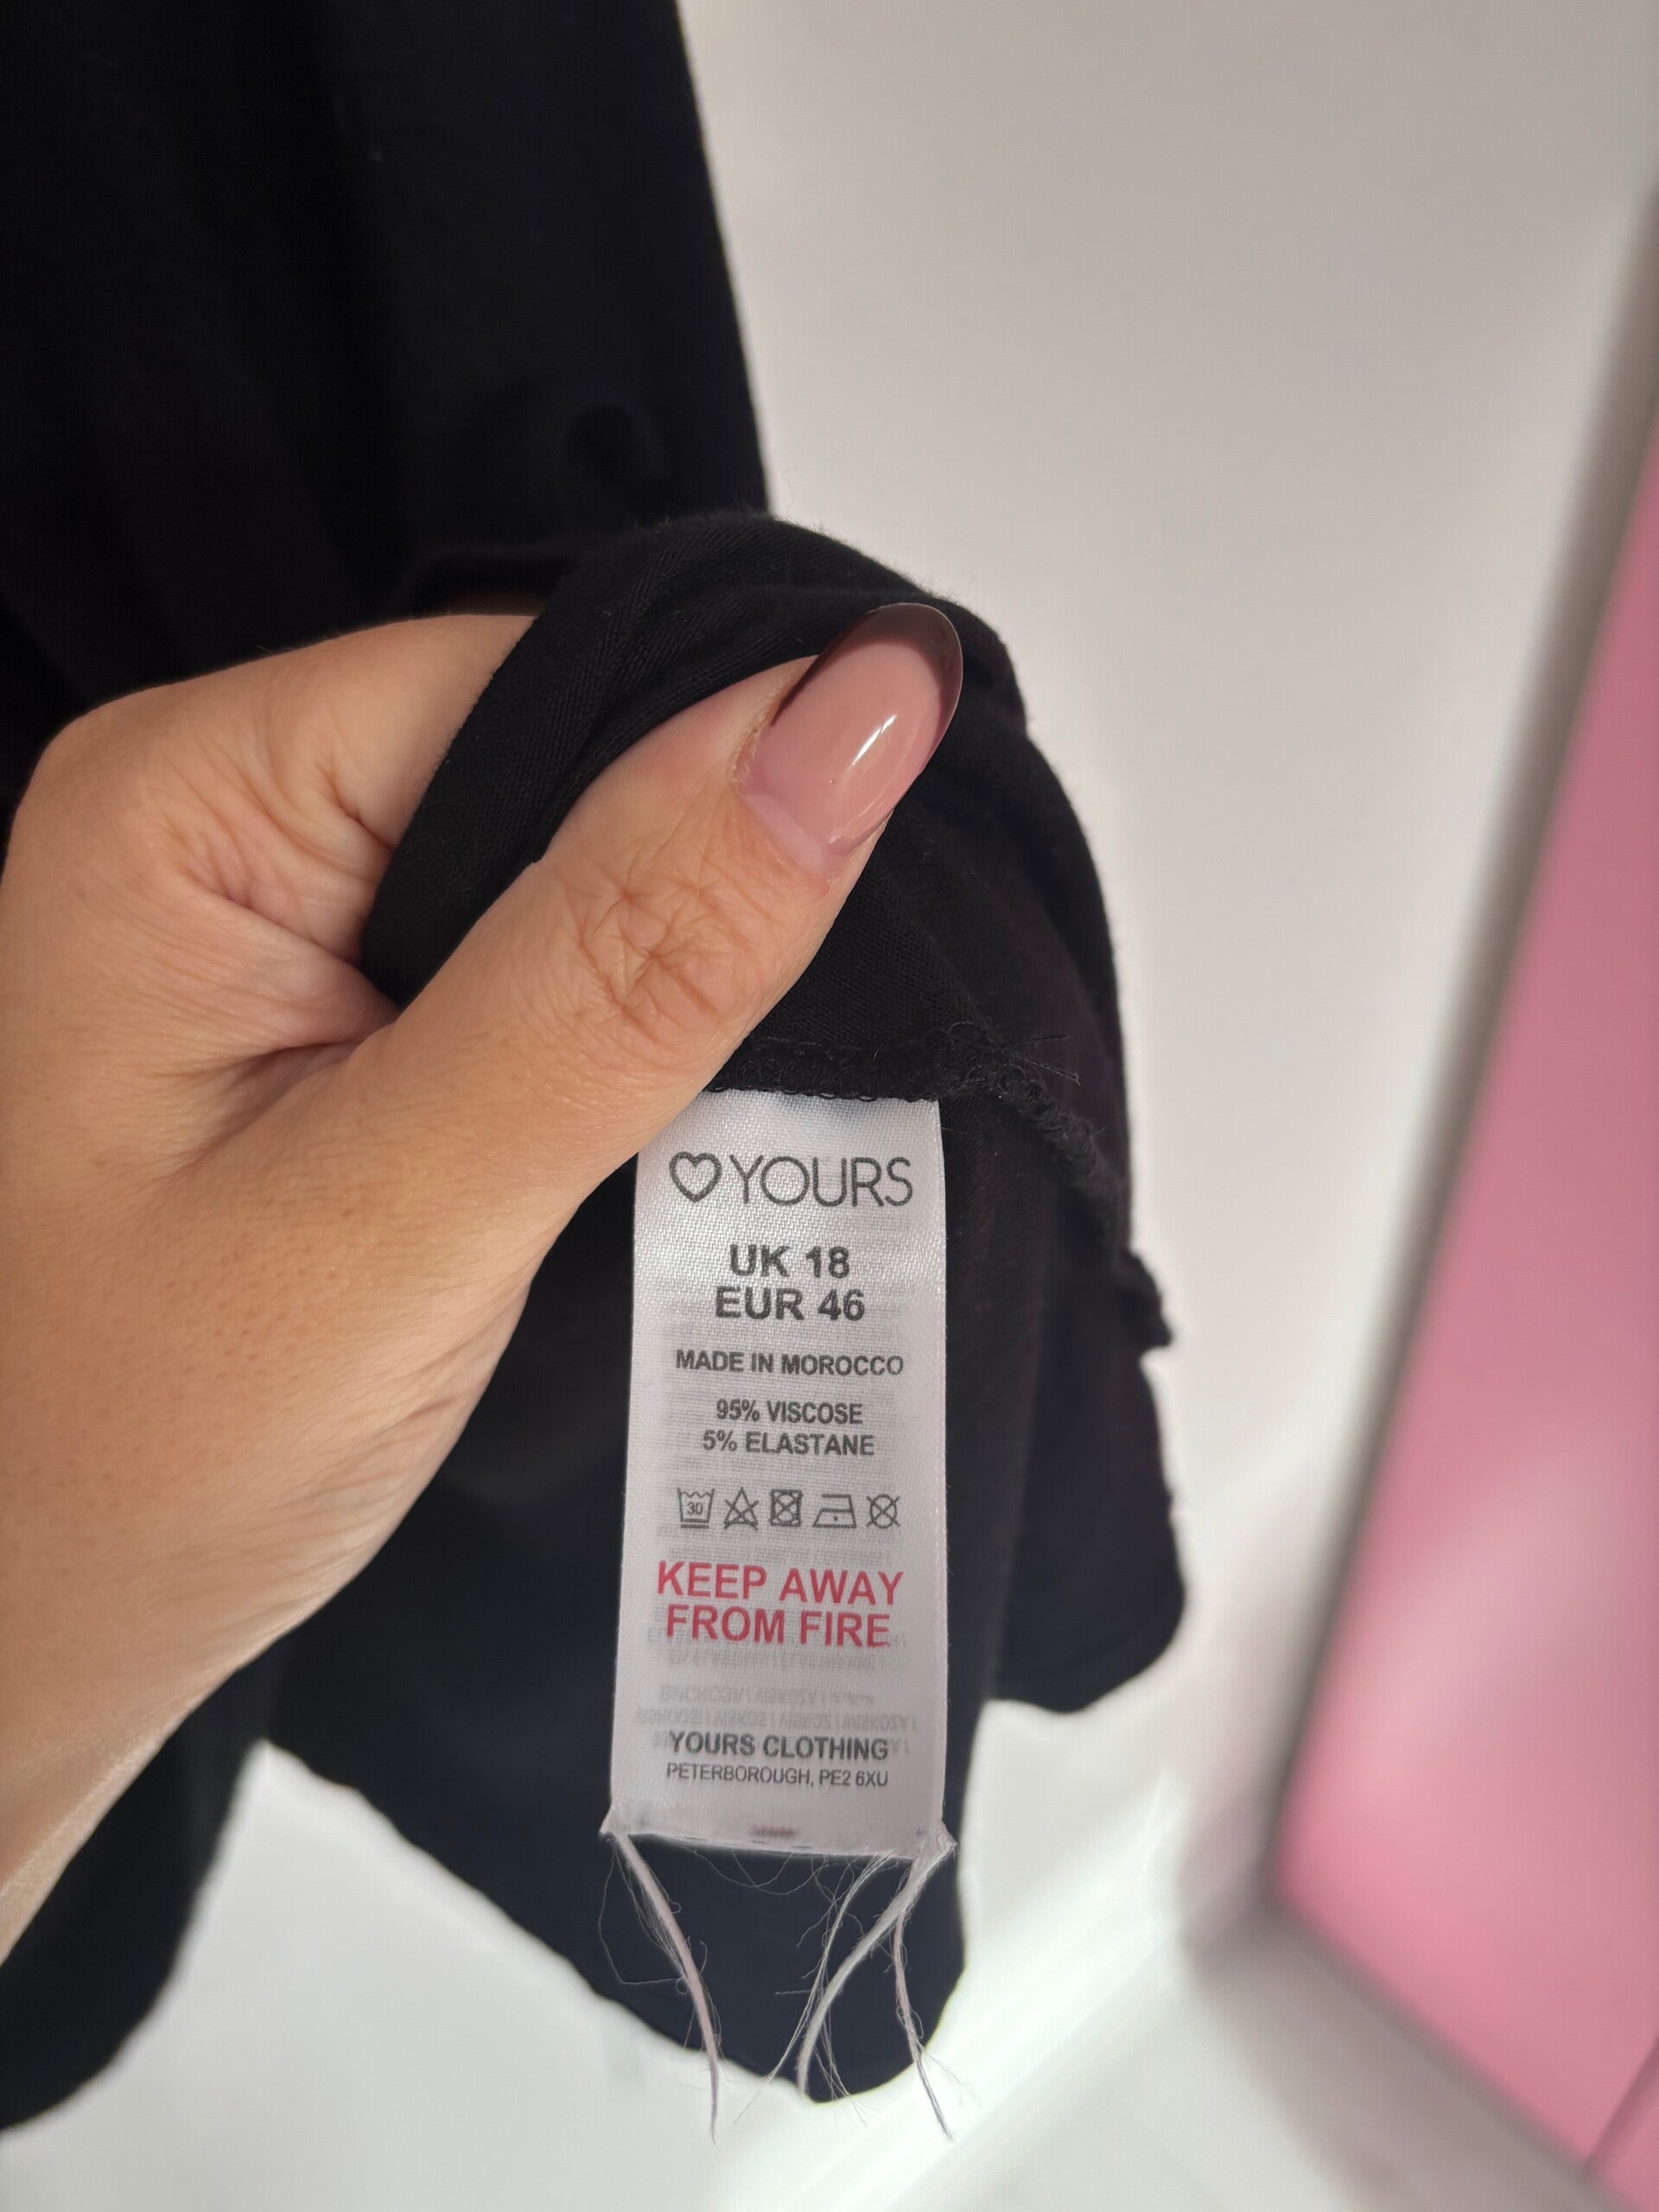 YOURS
UK 18
EUR 46
MADE IN MOROCCO
95% VISCOSE
5% ELASTANE
30
KEEP AWAY
FROM FIRE
YOURS CLOTHING
PETERBOROUGH, PE2 6XU